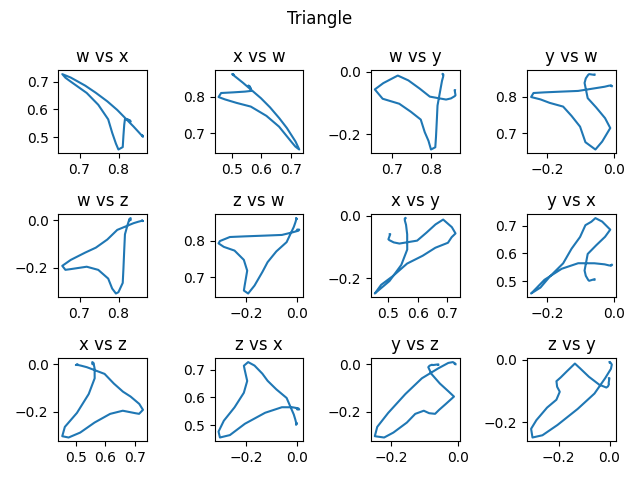 Triangle
w vs x
x vs w
w vs y
y vs w
0.7
0.6
0.5
0.7 0.8
0.8
0.7
0.5 0.6 0.7
0.0
−0.2
0.7 0.8
0.8
0.7
−0.2 0.0
w vs z
z vs w
x vs y
y vs x
0.0
−0.2
0.7 0.8
0.8
0.7
−0.2 0.0
0.0
−0.2
0.5 0.6 0.7
0.7
0.6
0.5
−0.2 0.0
x vs z
z vs x
y vs z
z vs y
0.0
−0.2
0.5 0.6 0.7
0.7
0.6
0.5
−0.2 0.0
0.0
−0.2
−0.2 0.0
0.0
−0.2
−0.2 0.0